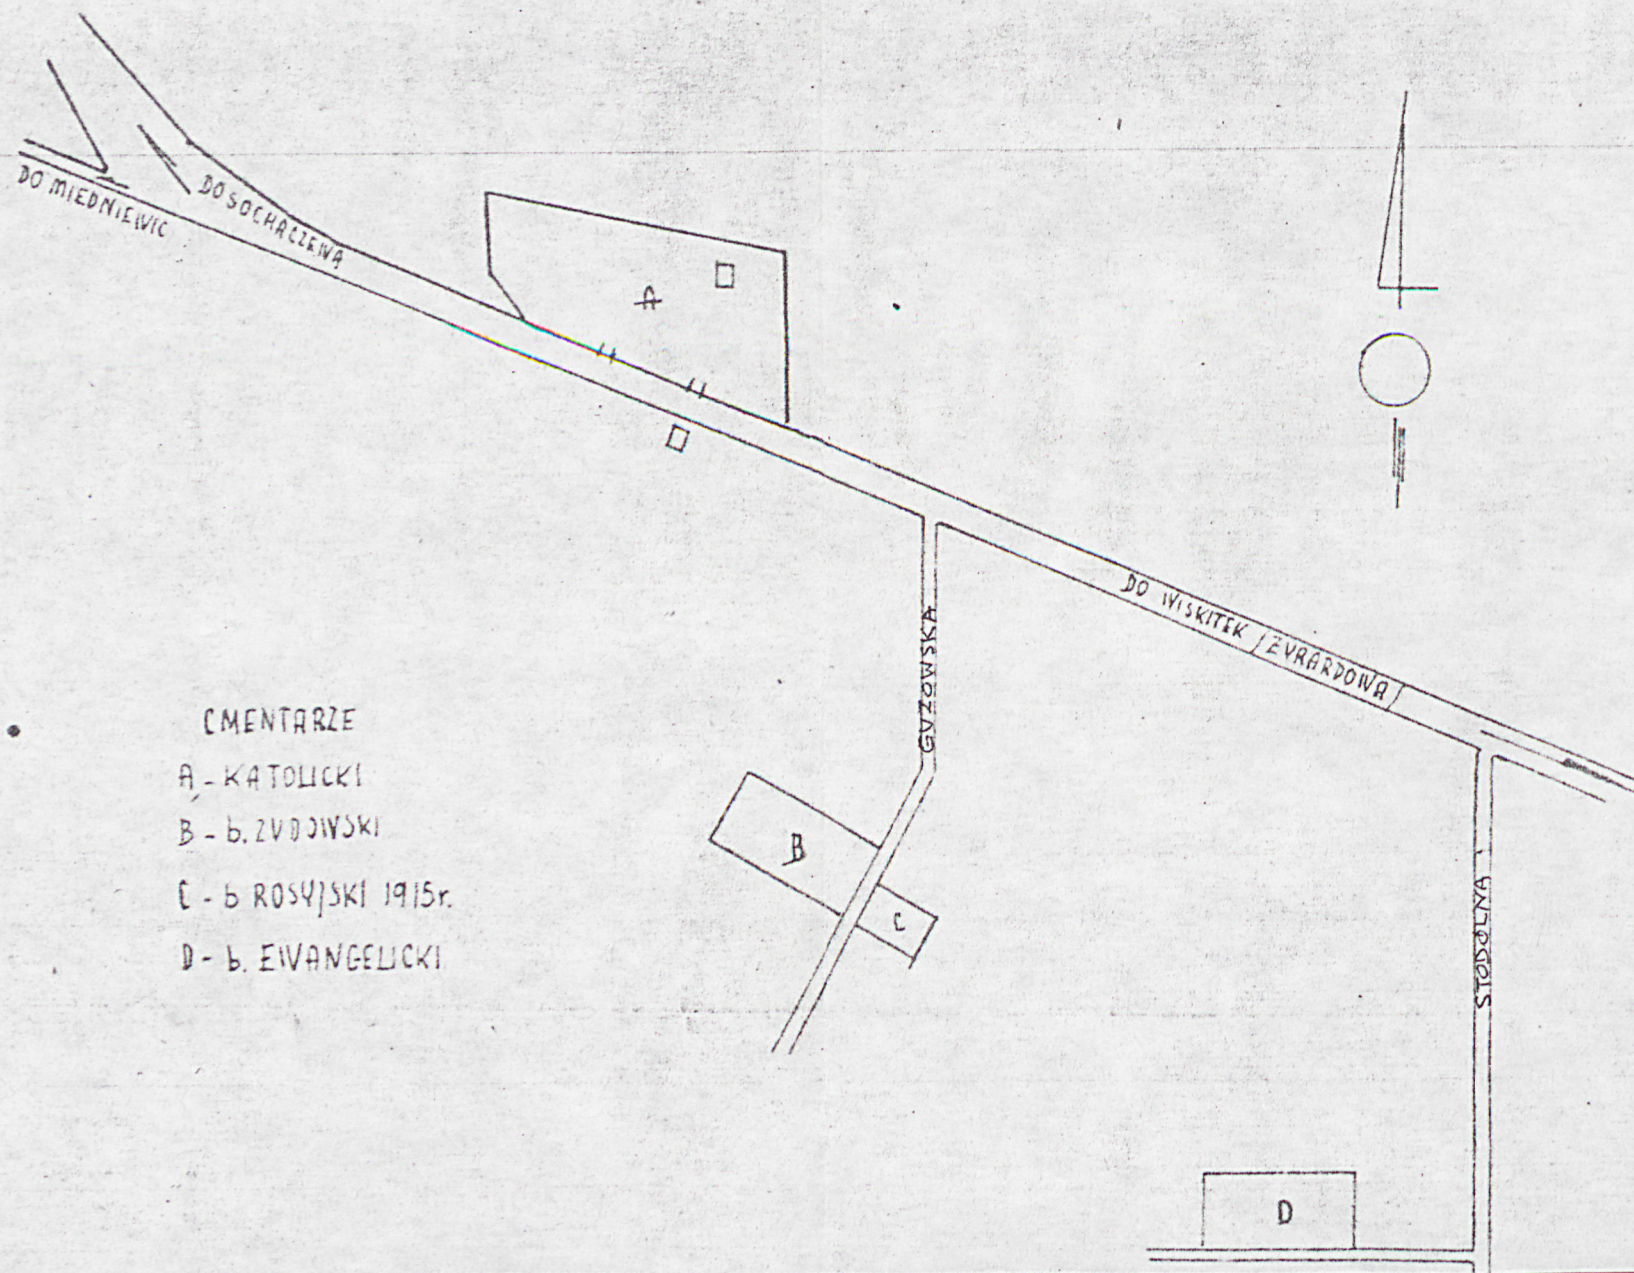 DO MIEDNIEWIC
DO SOCHACZEWA
A
DO WISKITEK /ŻYRARDOWA/
GUZOWSKA
CMENTARZE
A - KATOLICKI
B - b. ŻYDOWSKI
C - b ROSYJSKI 1915r.
D - b. EWANGELICKI
B
C
STODOLNA
D